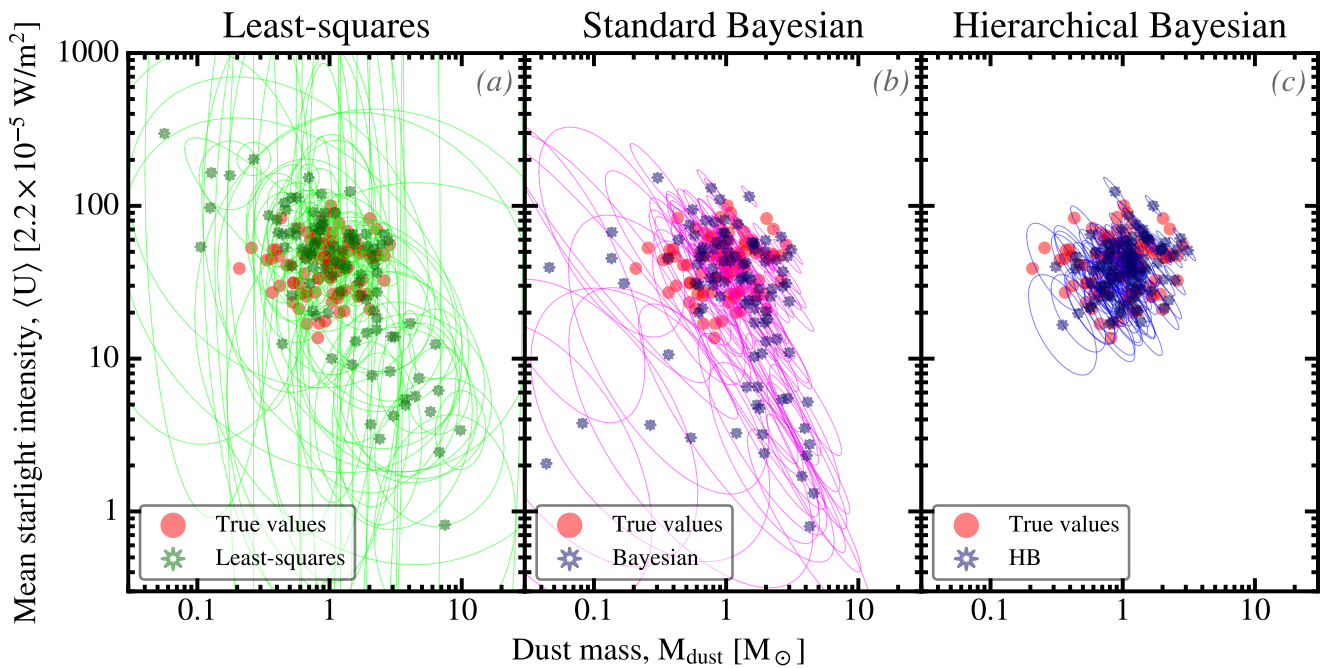 Least-squares Standard Bayesian Hierarchical Bayesian
Mean starlight intensity, ⟨U⟩ [2.2 × 10⁻⁵ W/m²]
1000
100
10
1
(a) (b) (c)
True values
Least-squares
True values
Bayesian
True values
HB
0.1 1 10 0.1 1 10 0.1 1 10
Dust mass, M_dust [M_⊙]